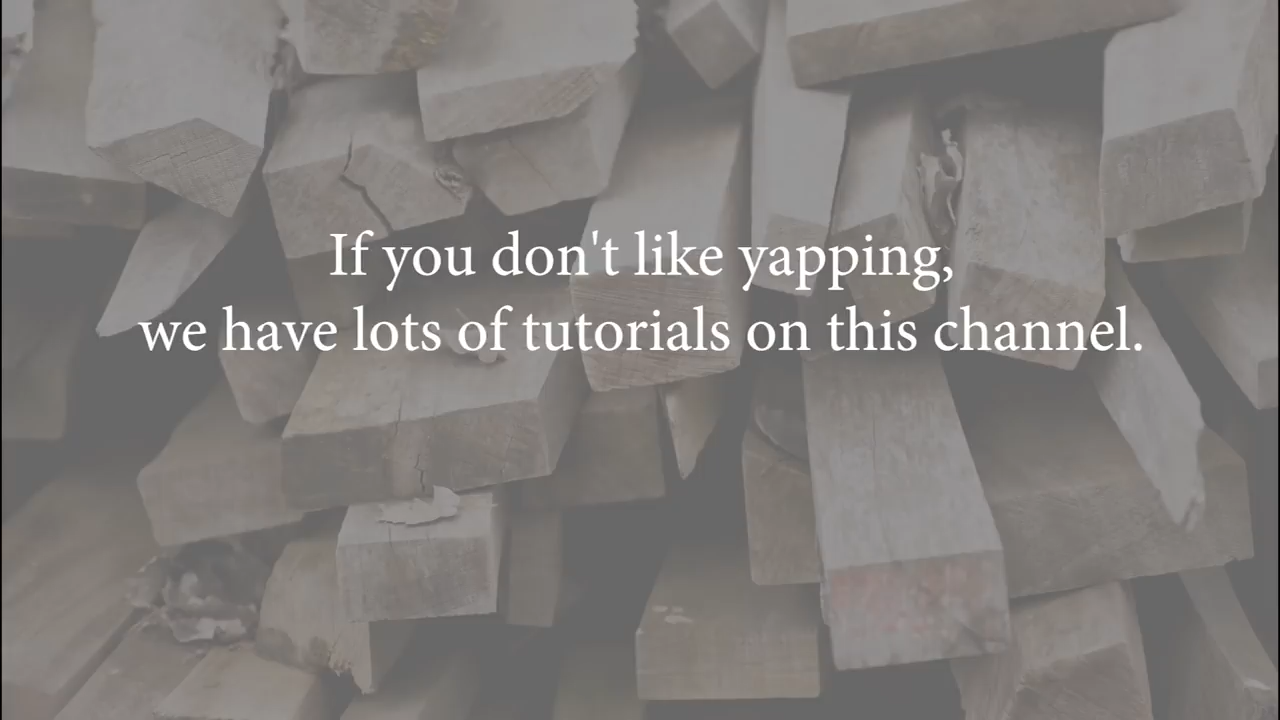 If you don't like yapping,
we have lots of tutorials on this channel.